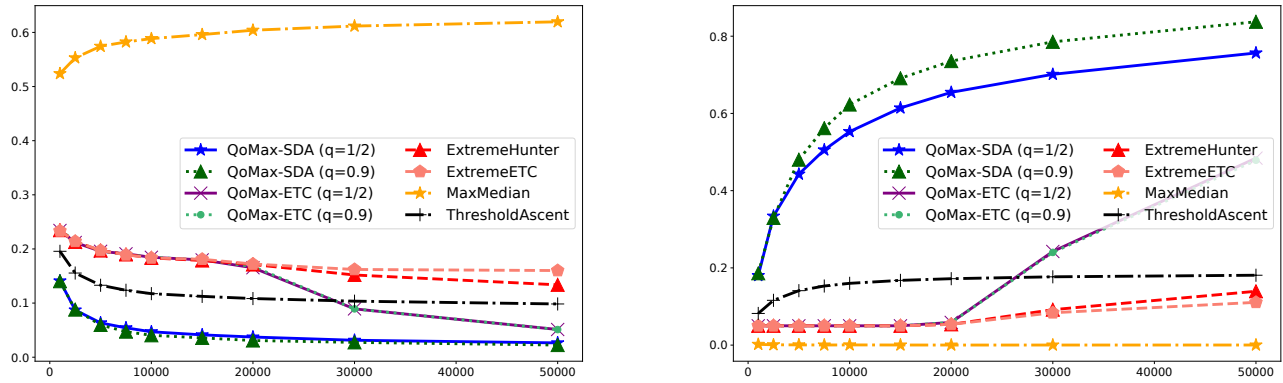 0.6
0.5
0.4
0.3
0.2
0.1
0.0
QoMax-SDA (q=1/2)
QoMax-SDA (q=0.9)
QoMax-ETC (q=1/2)
QoMax-ETC (q=0.9)
ExtremeHunter
ExtremeETC
MaxMedian
ThresholdAscent
0 10000 20000 30000 40000 50000
0.8
0.6
0.4
0.2
0.0
QoMax-SDA (q=1/2)
QoMax-SDA (q=0.9)
QoMax-ETC (q=1/2)
QoMax-ETC (q=0.9)
ExtremeHunter
ExtremeETC
MaxMedian
ThresholdAscent
0 10000 20000 30000 40000 50000